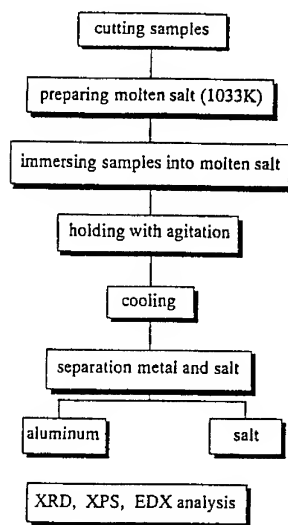 cutting samples
preparing molten salt (1033K)
immersing samples into molten salt
holding with agitation
cooling
separation metal and salt
aluminum
salt
XRD, XPS, EDX analysis